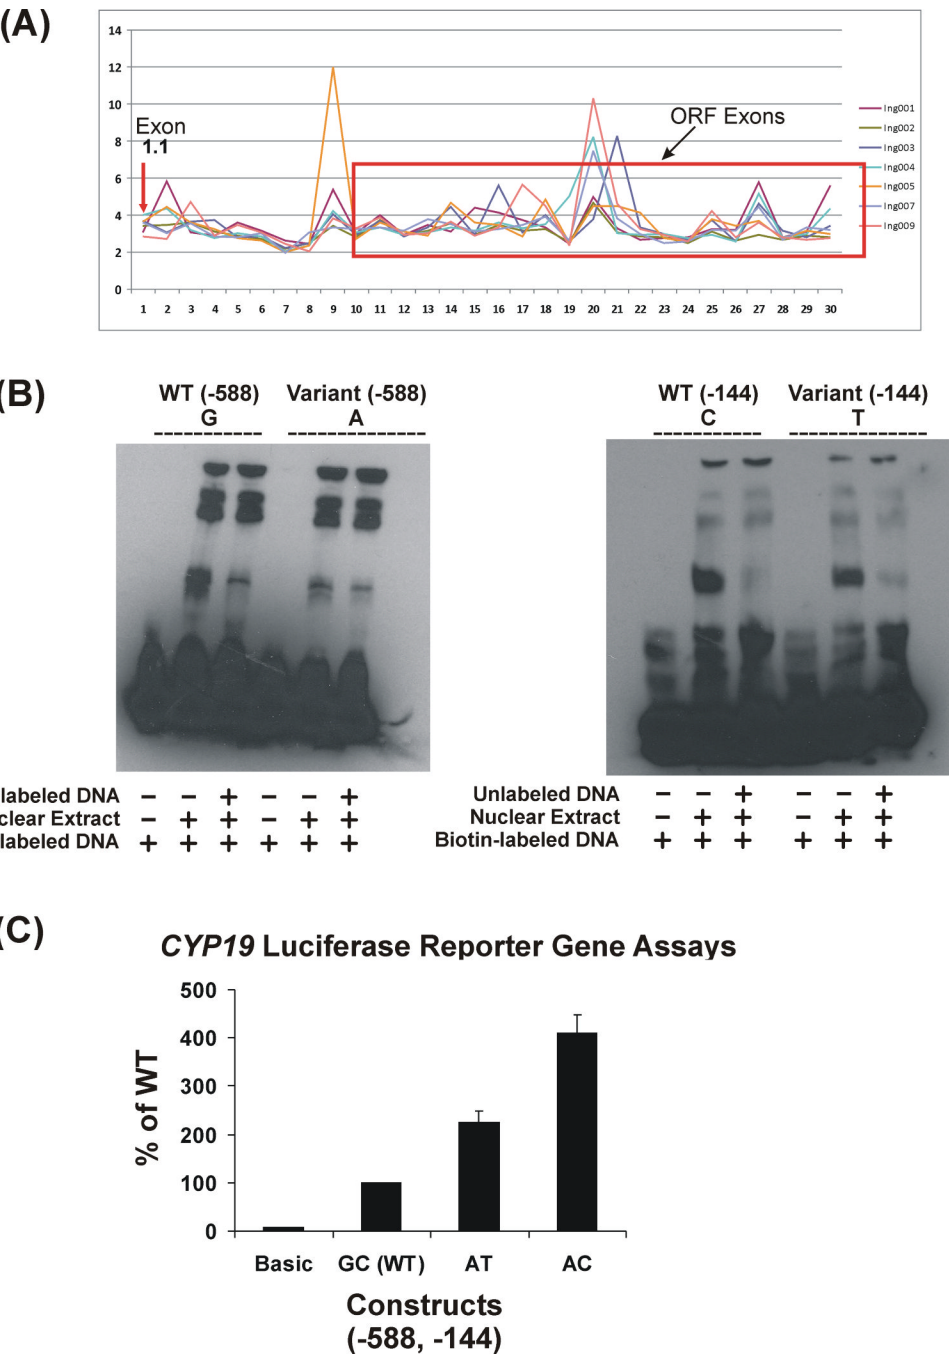 (A)
14
12
10
8
6
4
2
0
Exon
1.1
ORF Exons
Ing001
Ing002
Ing003
Ing004
Ing005
Ing007
Ing009
1 2 3 4 5 6 7 8 9 10 11 12 13 14 15 16 17 18 19 20 21 22 23 24 25 26 27 28 29 30
(B)
WT (-588) Variant (-588)
G A
WT (-144) Variant (-144)
C T
labeled DNA − − + − − +
clear Extract − + + − + +
labeled DNA + + + + + +
Unlabeled DNA − − + − − +
Nuclear Extract − + + − + +
Biotin-labeled DNA + + + + + +
(C)
CYP19 Luciferase Reporter Gene Assays
% of WT
500
400
300
200
100
0
Basic GC (WT) AT AC
Constructs
(-588, -144)